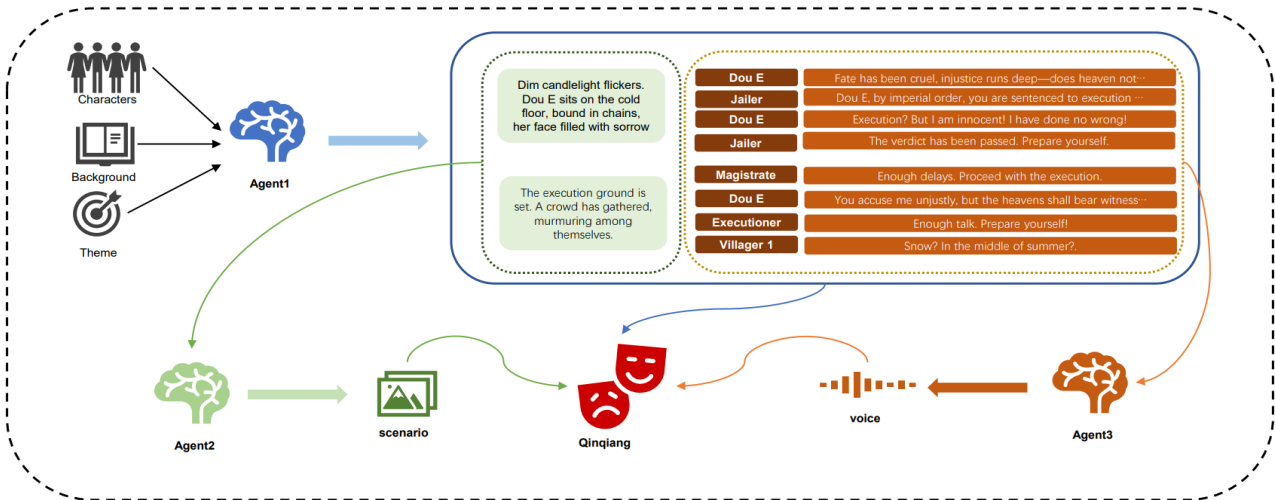 Characters
Background
Theme
Agent1
Dim candlelight flickers.
Dou E sits on the cold
floor, bound in chains,
her face filled with sorrow
The execution ground is
set. A crowd has gathered,
murmuring among
themselves.
Dou E Fate has been cruel, injustice runs deep—does heaven not···
Jailer Dou E, by imperial order, you are sentenced to execution ···
Dou E Execution? But I am innocent! I have done no wrong!
Jailer The verdict has been passed. Prepare yourself.
Magistrate Enough delays. Proceed with the execution.
Dou E You accuse me unjustly, but the heavens shall bear witness···
Executioner Enough talk. Prepare yourself!
Villager 1 Snow? In the middle of summer?.
Agent2
scenario
Qinqiang
voice
Agent3